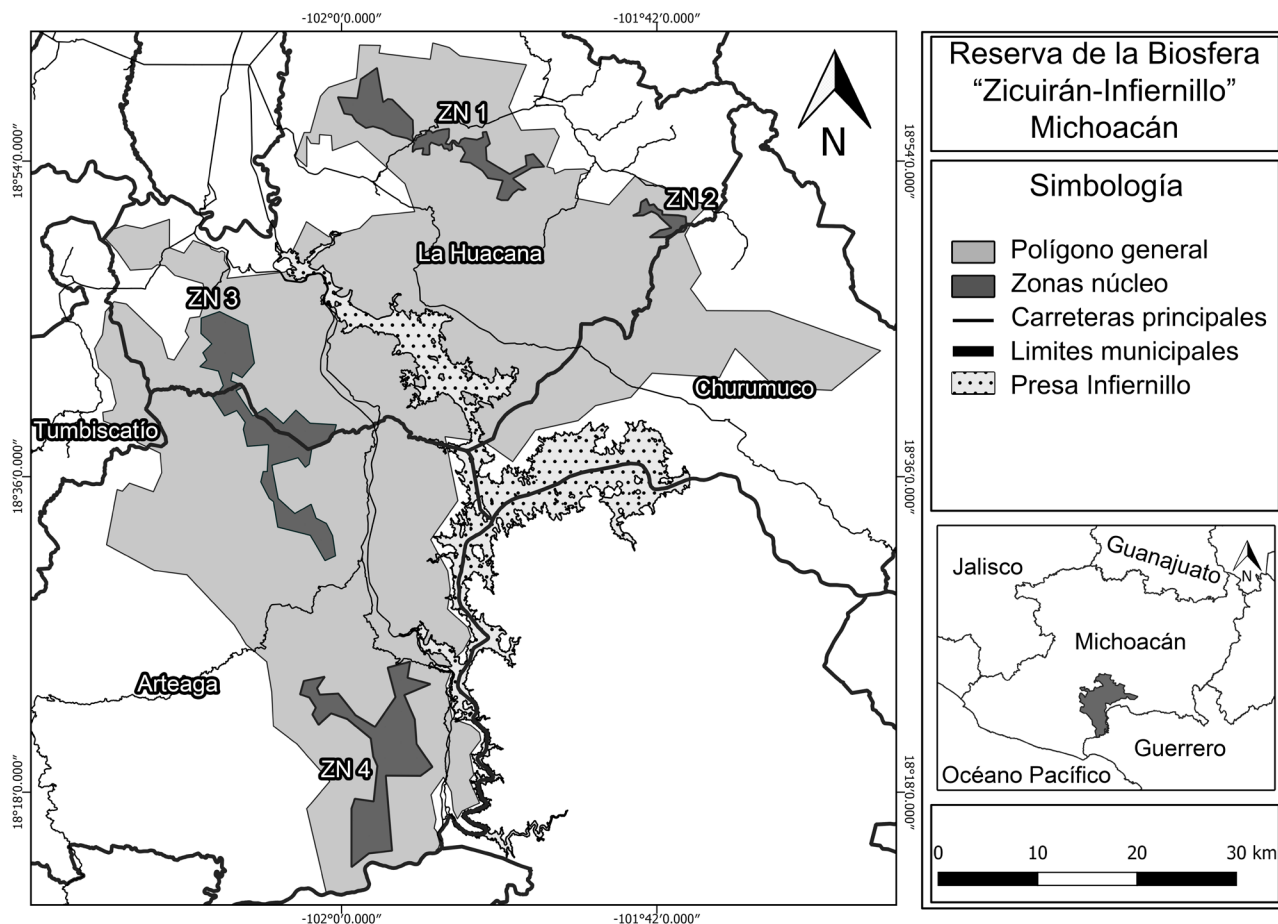 -102°0′0.000″
-101°42′0.000″
18°54′0.000″
18°54′0.000″
18°36′0.000″
18°36′0.000″
18°18′0.000″
18°18′0.000″
-102°0′0.000″
-101°42′0.000″
N
ZN 1
ZN 2
La Huacana
ZN 3
Churumuco
Tumbiscatío
Arteaga
ZN 4
Reserva de la Biosfera
“Zicuirán-Infiernillo”
Michoacán
Simbología
Polígono general
Zonas núcleo
Carreteras principales
Limites municipales
Presa Infiernillo
Guanajuato
N
Jalisco
Michoacán
Guerrero
Océano Pacífico
0 10 20 30 km